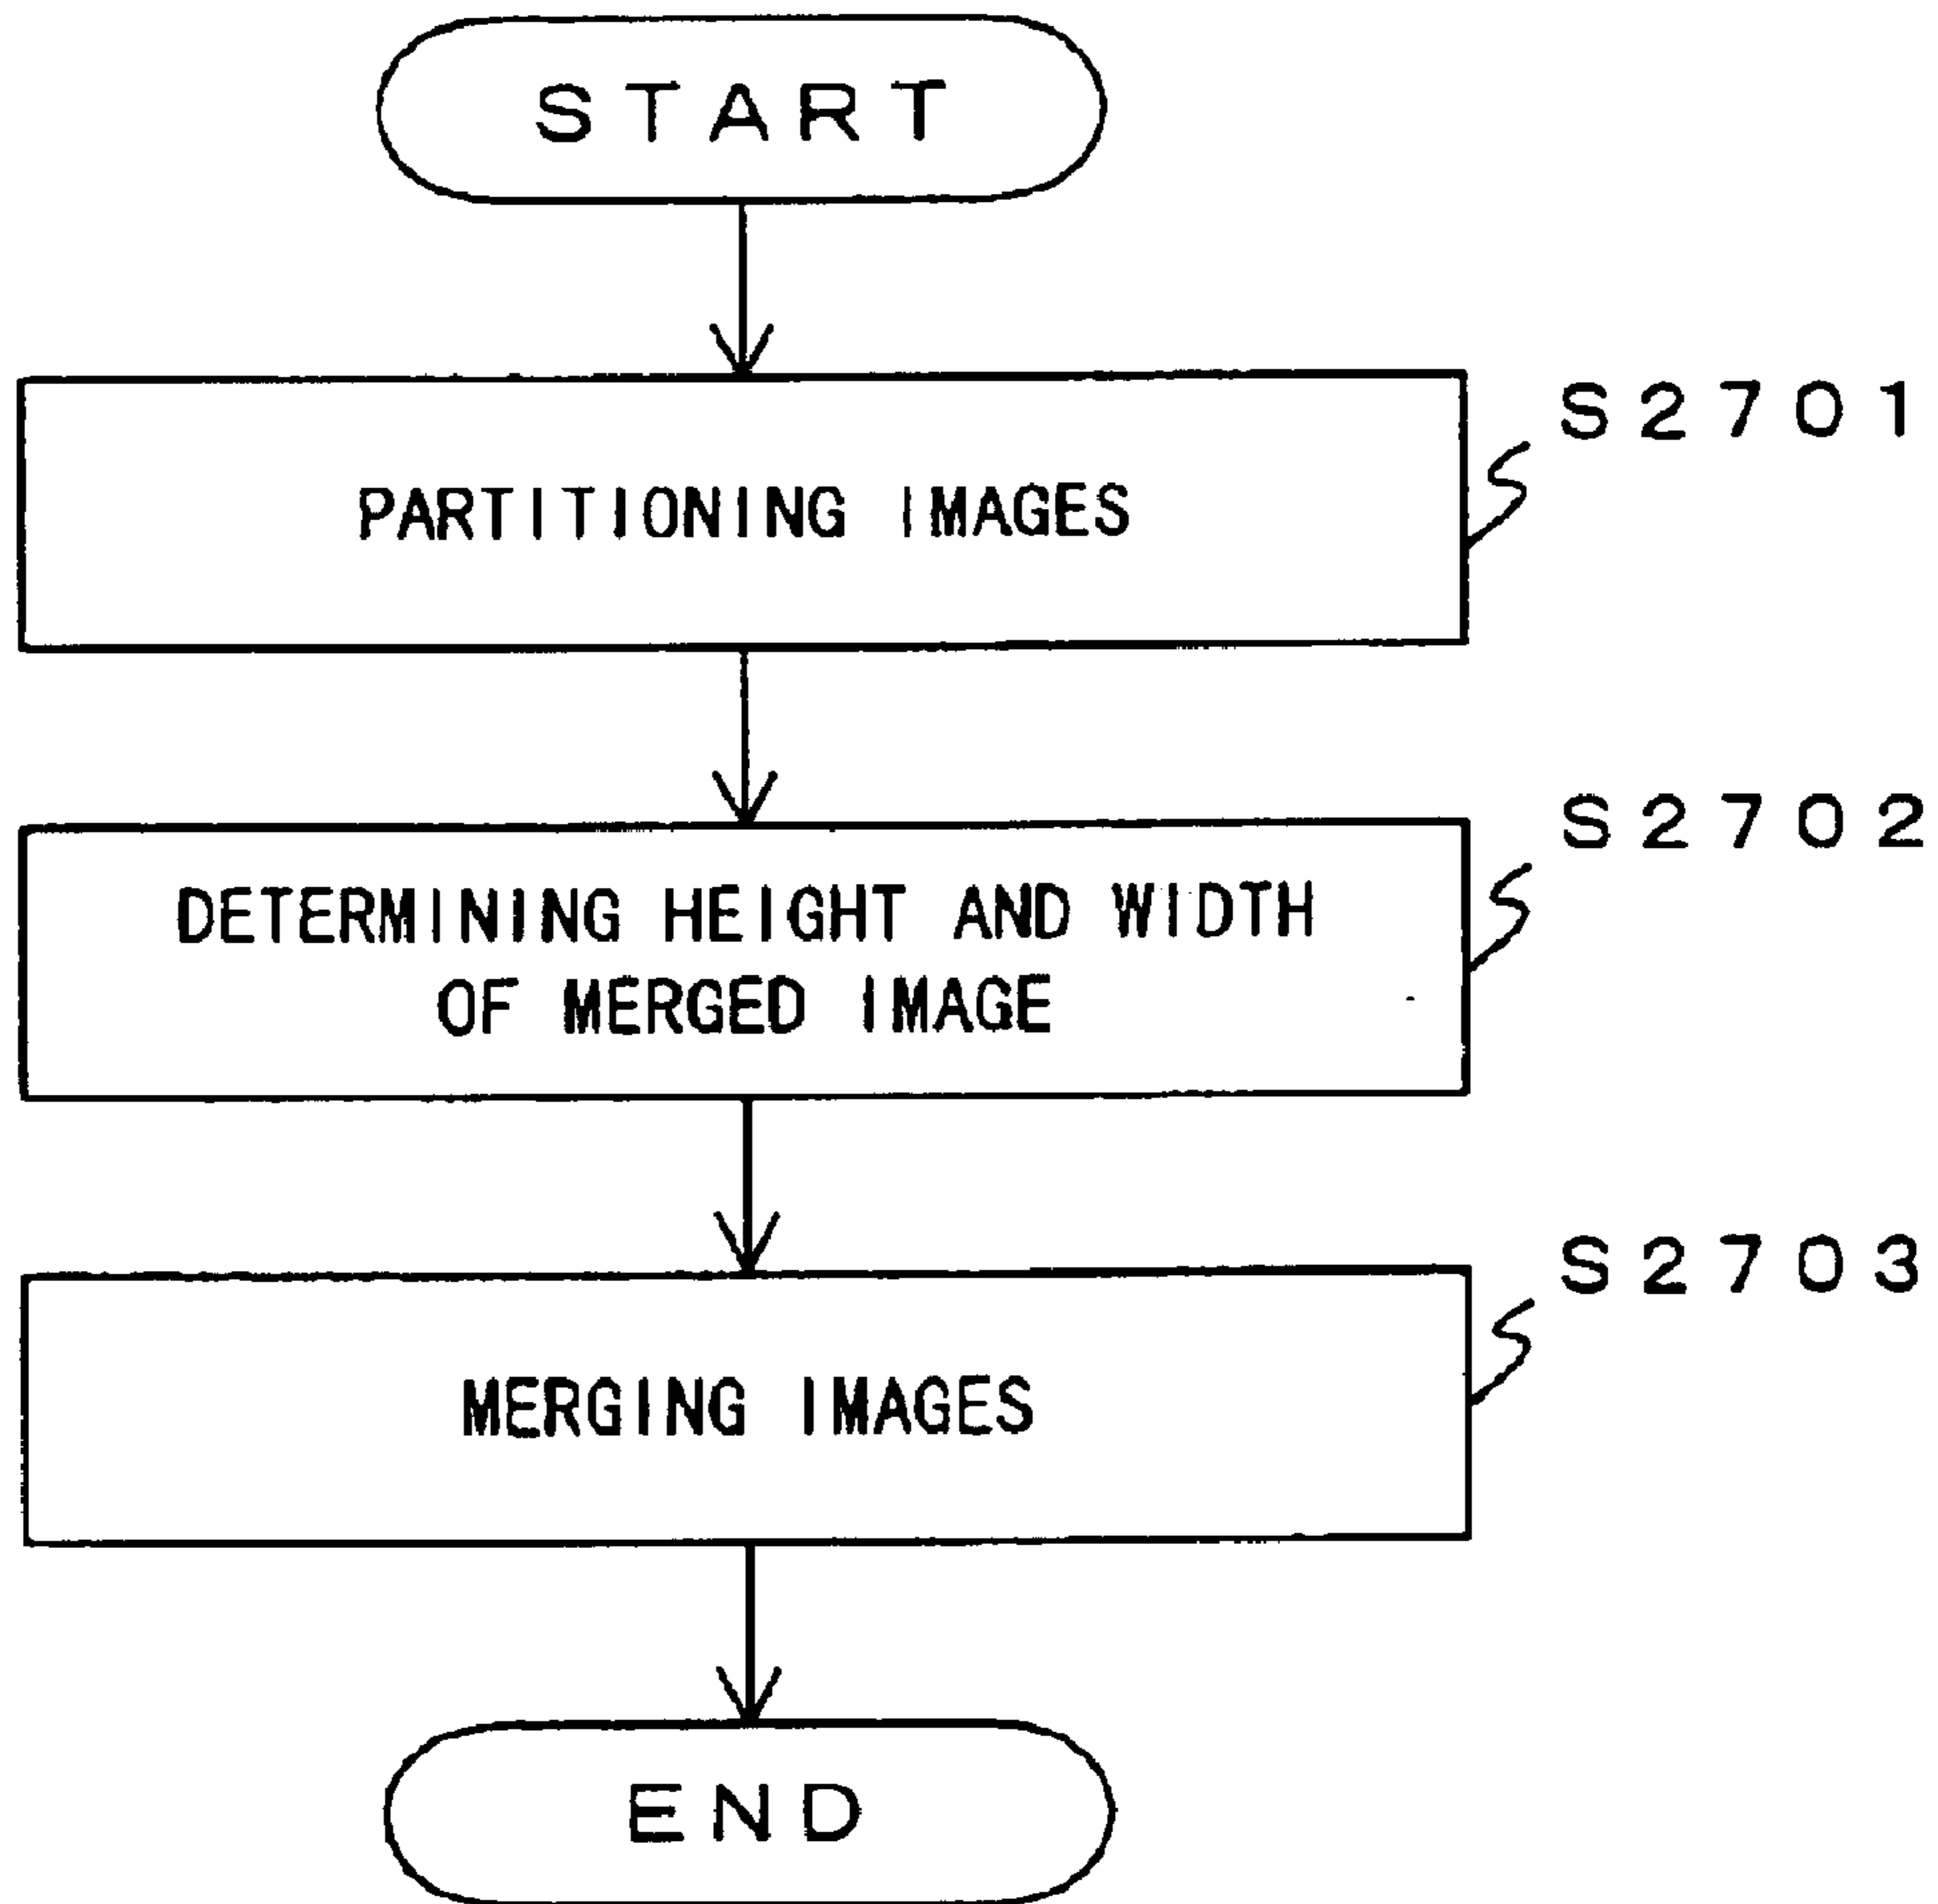 START
S2701
PARTITIONING IMAGES
S2702
DETERMINING HEIGHT AND WIDTH
OF MERGED IMAGE
S2703
MERGING IMAGES
END